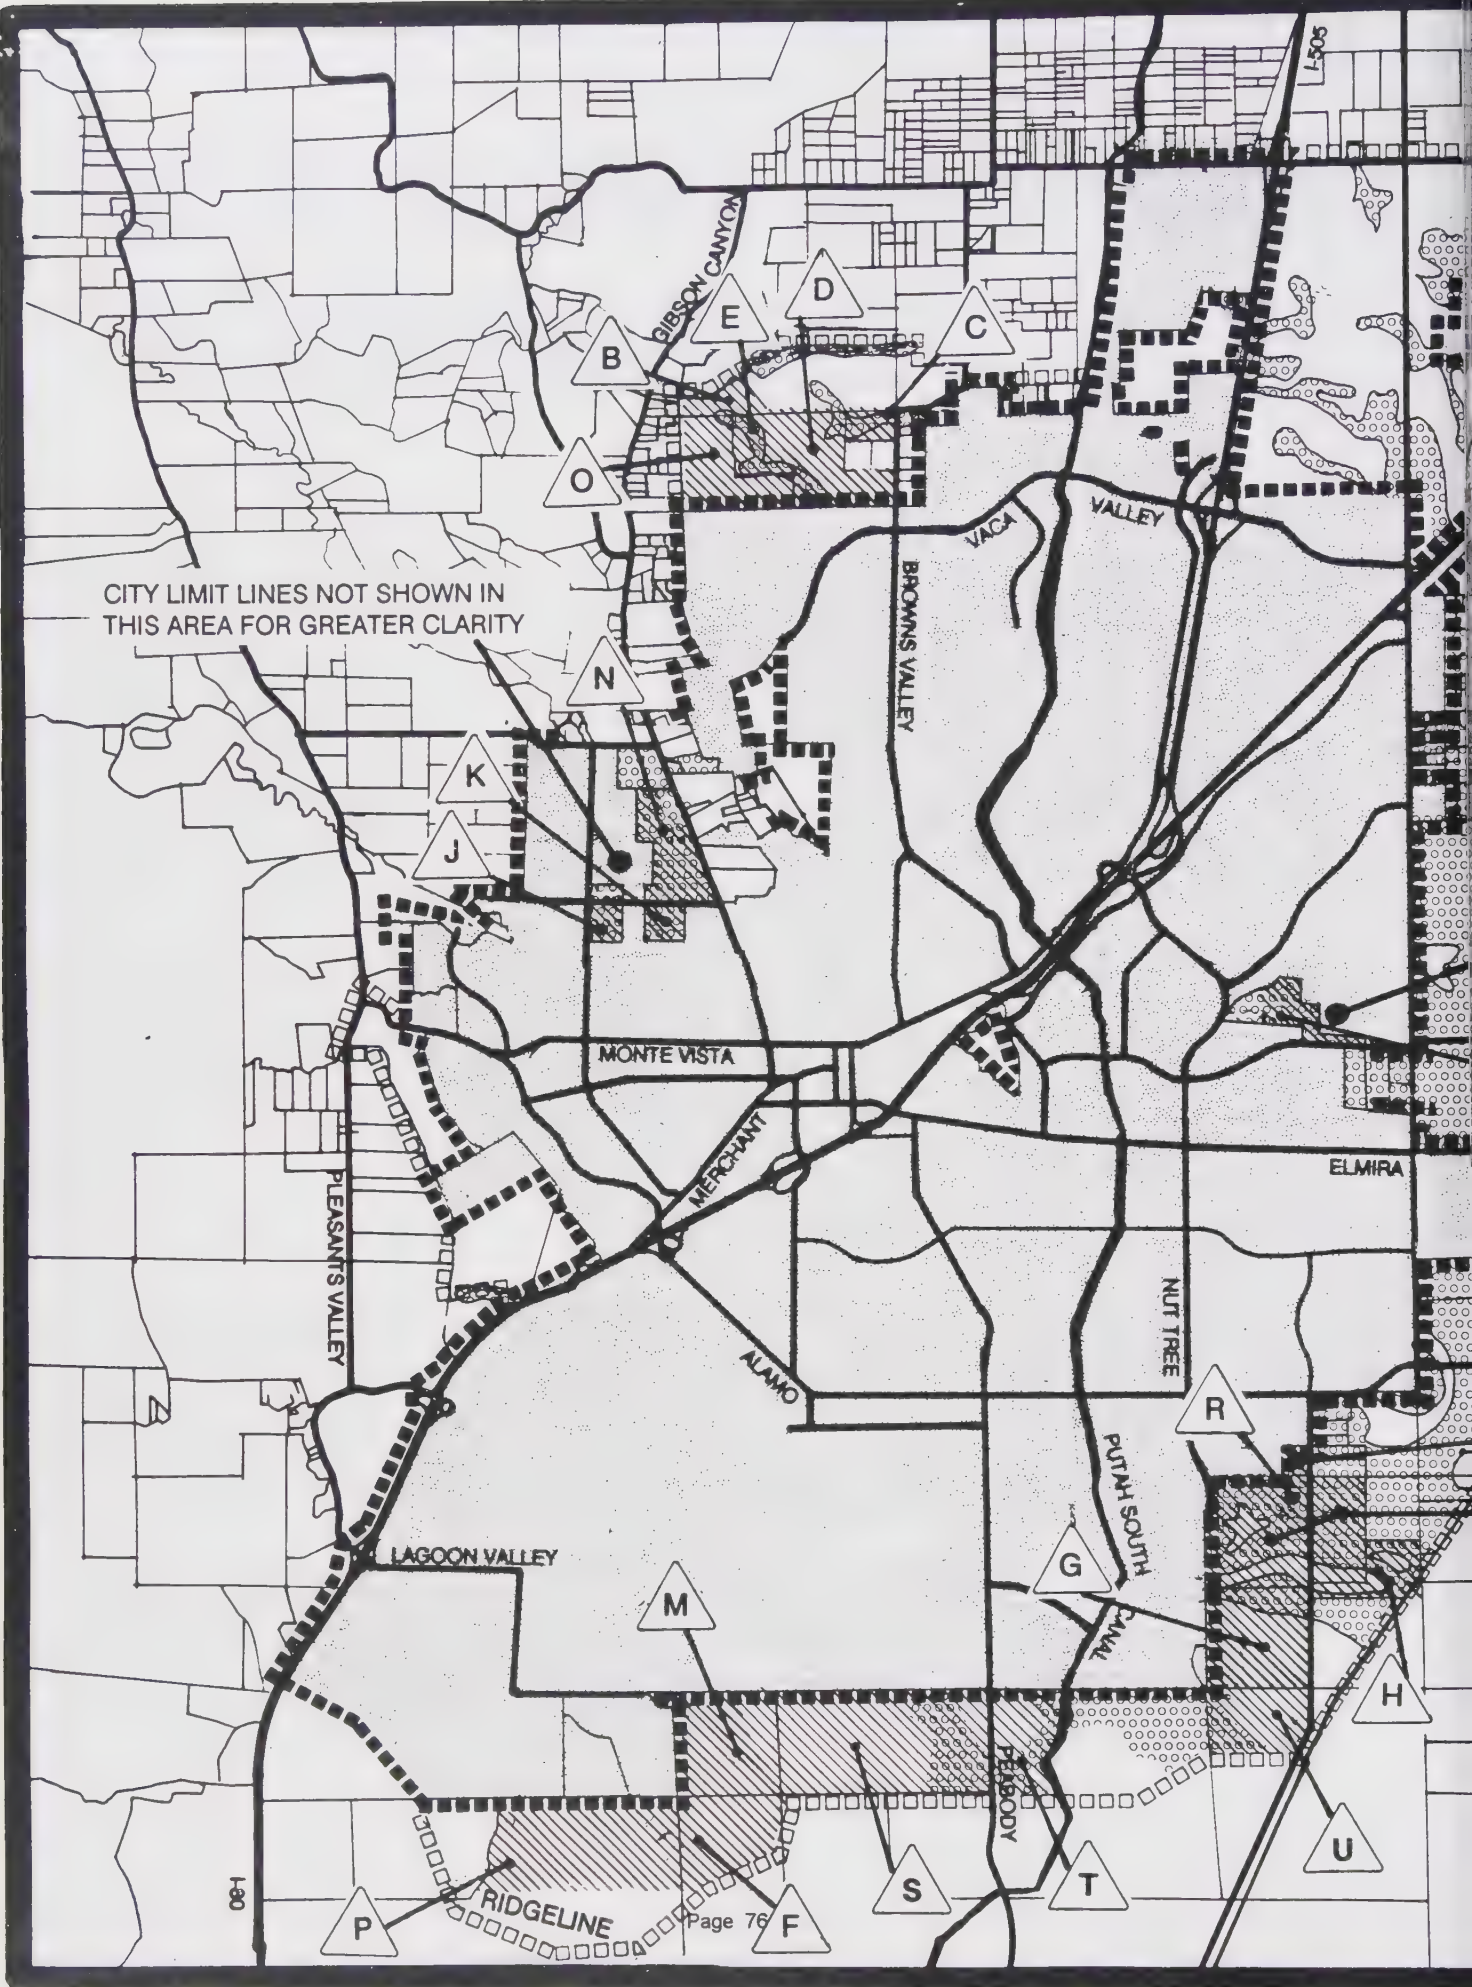 I-505
GIBSON CANYON
D
E
C
B
O
VACA
VALLEY
CITY LIMIT LINES NOT SHOWN IN
THIS AREA FOR GREATER CLARITY
BROWNS VALLEY
N
K
J
MONTE VISTA
MERCHANT
ELMIRA
PLEASANTS VALLEY
NUT TREE
ALAMO
R
PUTAH SOUTH
CANAL
LAGOON VALLEY
G
M
H
PEABODY
U
S
T
I-80
P
RIDGELINE
F
Page 76